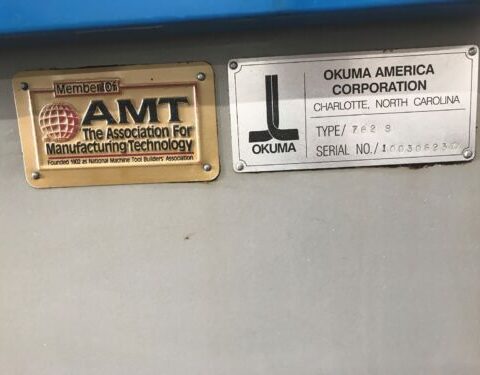 Member Of
AMT
The Association For
Manufacturing Technology
Founded 1902 as National Machine Tool Builders' Association
OKUMA AMERICA
CORPORATION
CHARLOTTE, NORTH CAROLINA
TYPE/ 762 S
SERIAL NO./
OKUMA